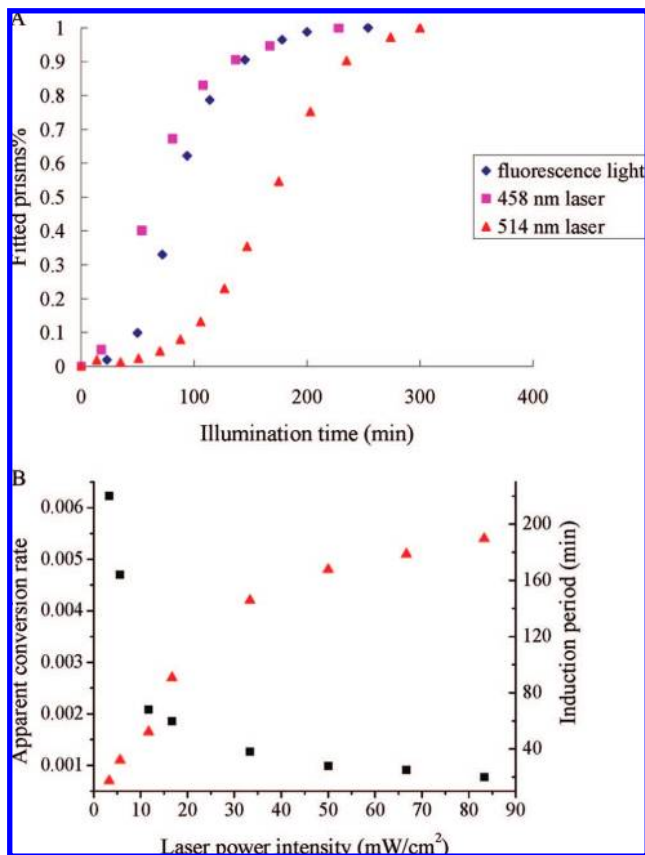 A
1
0.9
0.8
0.7
0.6
0.5
0.4
0.3
0.2
0.1
0
Fitted prisms%
0 100 200 300 400
Illumination time (min)
fluorescence light
458 nm laser
514 nm laser
B
0.006
0.005
0.004
0.003
0.002
0.001
Apparent conversion rate
200
160
120
80
40
Induction period (min)
0 10 20 30 40 50 60 70 80 90
Laser power intensity (mW/cm²)